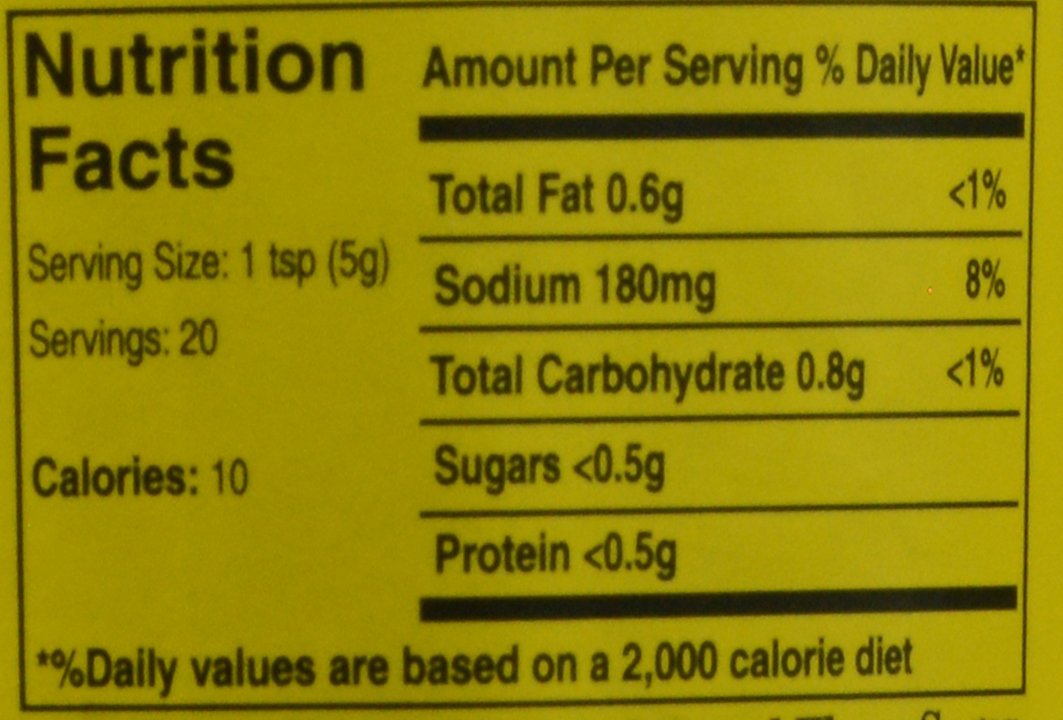 Nutrition
Facts
Serving Size: 1 tsp (5g)
Servings: 20
Calories: 10
Amount Per Serving % Daily Value*
Total Fat 0.6g <1%
Sodium 180mg 8%
Total Carbohydrate 0.8g <1%
Sugars <0.5g
Protein <0.5g
*%Daily values are based on a 2,000 calorie diet